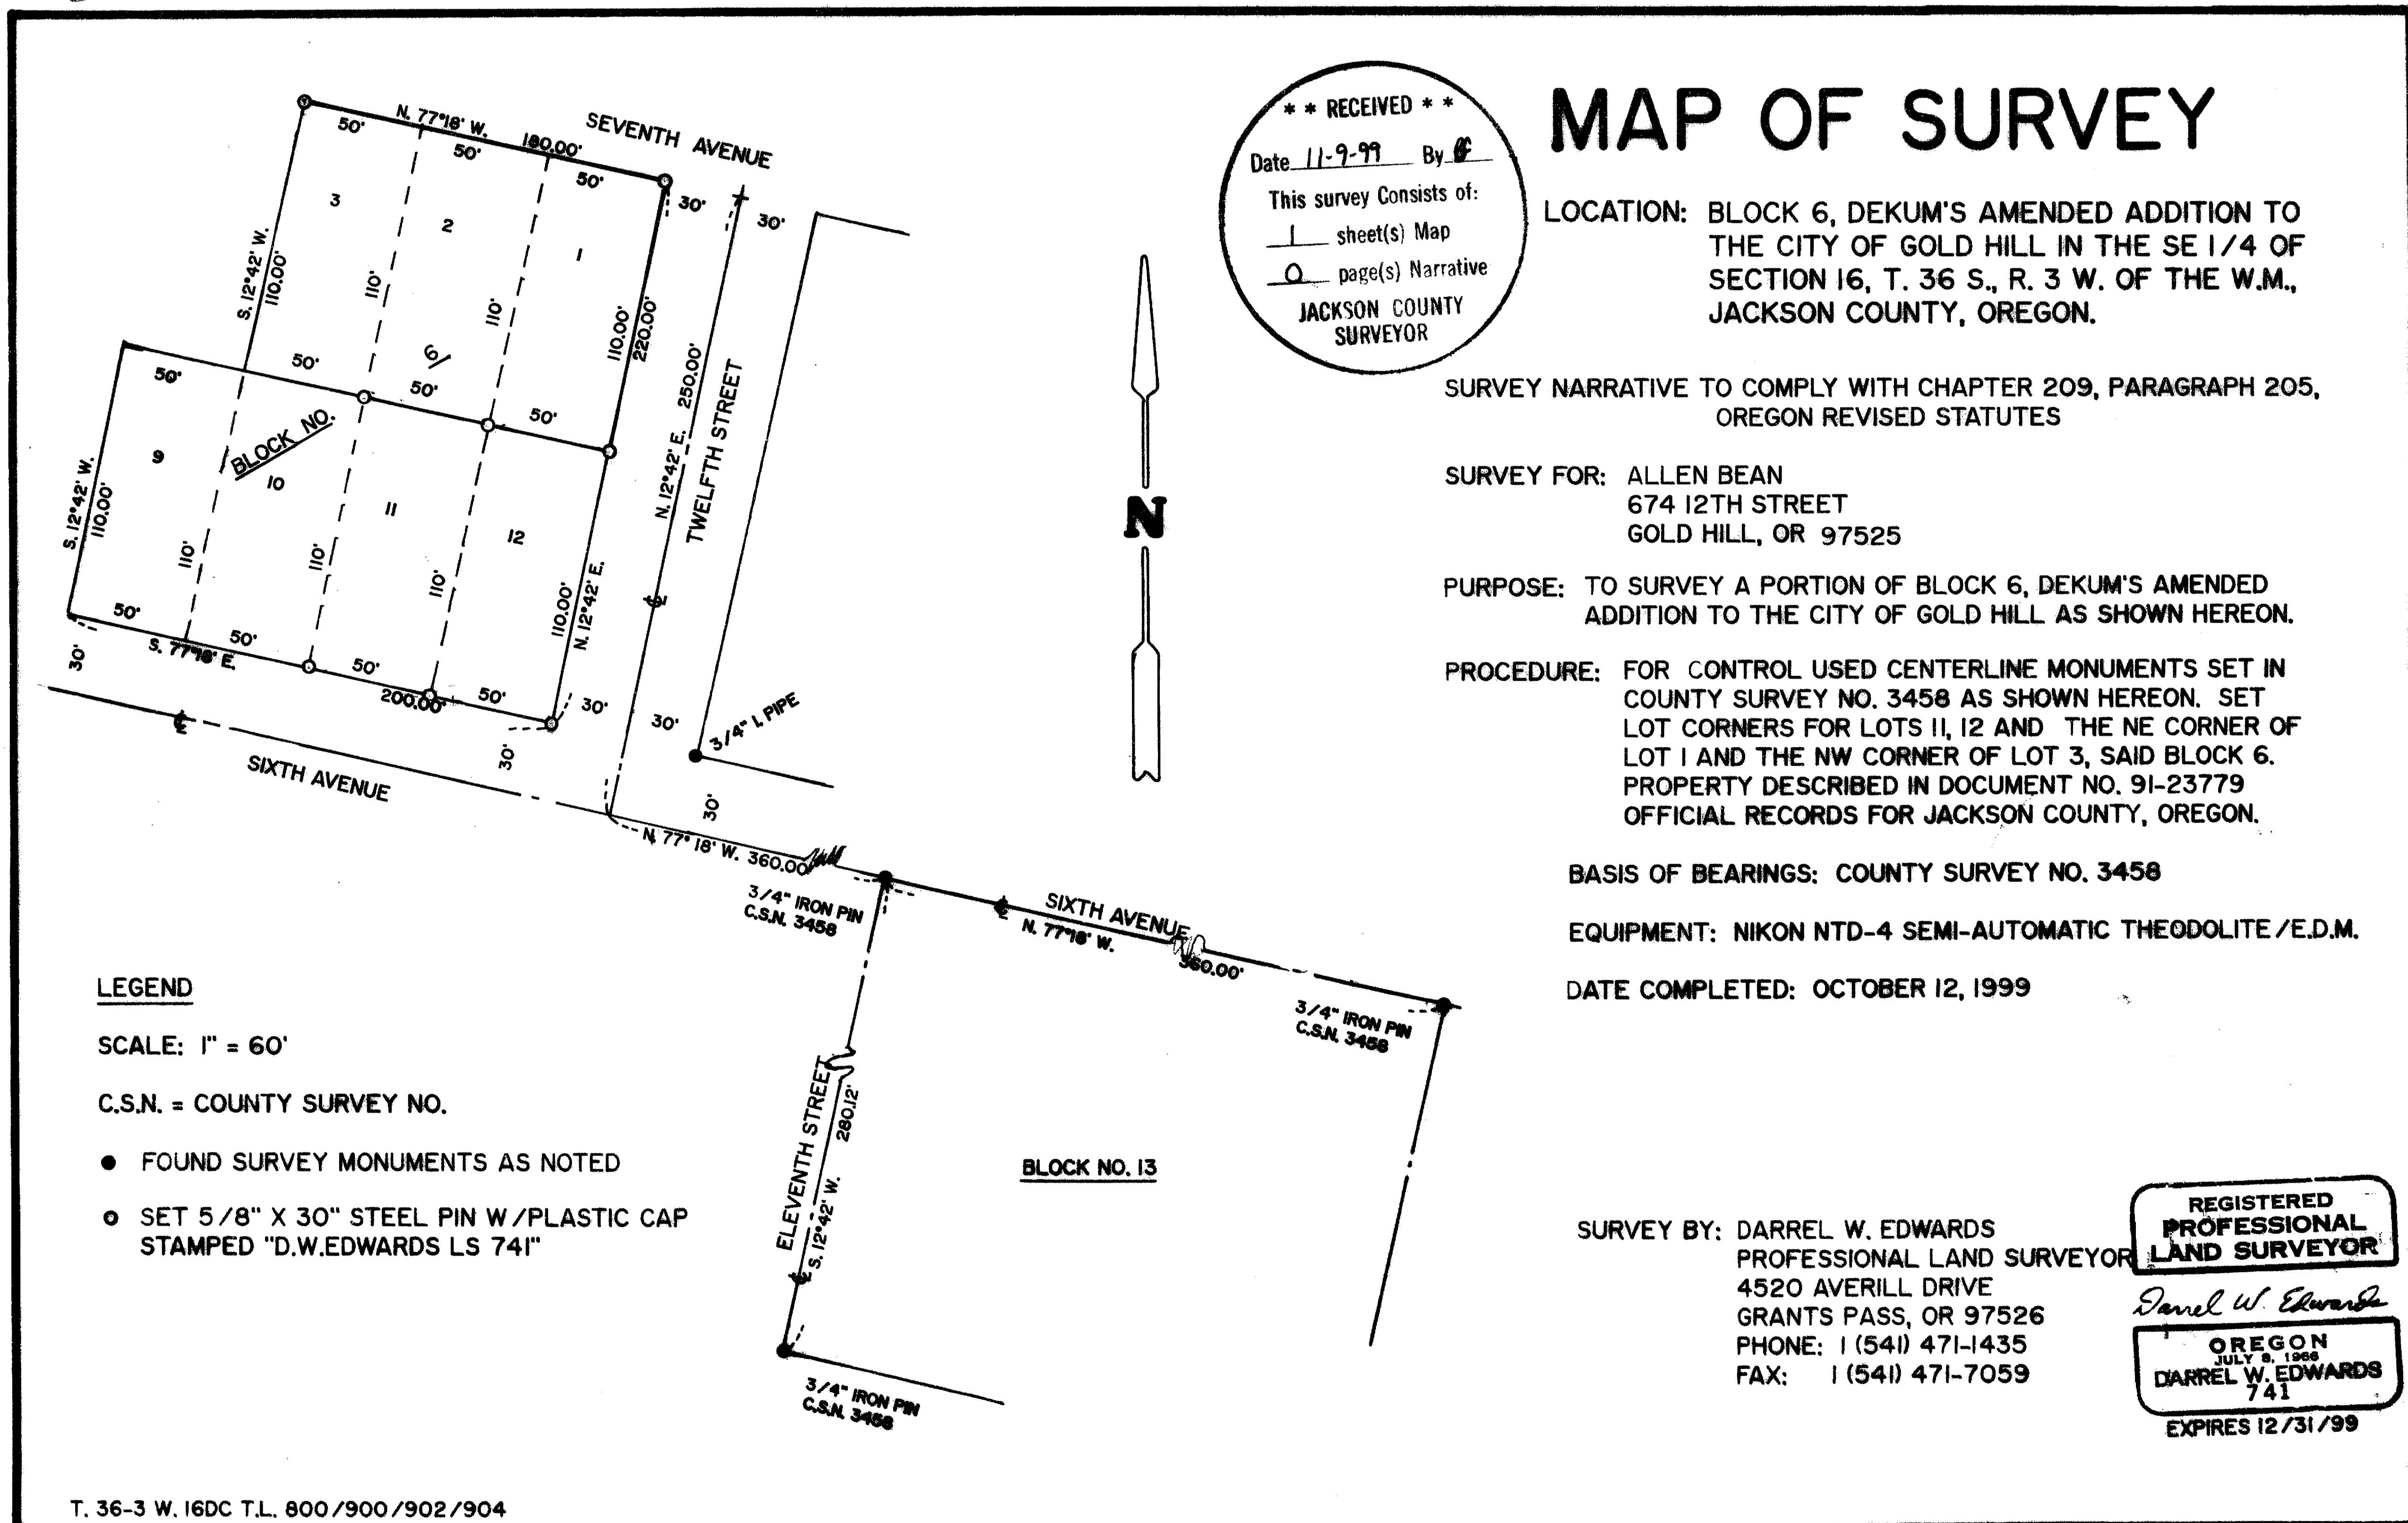 MAP OF SURVEY
* * RECEIVED * *
Date 11-9-99 By
This survey Consists of:
1 sheet(s) Map
0 page(s) Narrative
JACKSON COUNTY
SURVEYOR
LOCATION: BLOCK 6, DEKUM'S AMENDED ADDITION TO
THE CITY OF GOLD HILL IN THE SE 1/4 OF
SECTION 16, T. 36 S., R. 3 W. OF THE W.M.,
JACKSON COUNTY, OREGON.
SURVEY NARRATIVE TO COMPLY WITH CHAPTER 209, PARAGRAPH 205,
OREGON REVISED STATUTES
SURVEY FOR: ALLEN BEAN
674 12TH STREET
GOLD HILL, OR 97525
PURPOSE: TO SURVEY A PORTION OF BLOCK 6, DEKUM'S AMENDED
ADDITION TO THE CITY OF GOLD HILL AS SHOWN HEREON.
PROCEDURE: FOR CONTROL USED CENTERLINE MONUMENTS SET IN
COUNTY SURVEY NO. 3458 AS SHOWN HEREON. SET
LOT CORNERS FOR LOTS 11, 12 AND THE NE CORNER OF
LOT 1 AND THE NW CORNER OF LOT 3, SAID BLOCK 6.
PROPERTY DESCRIBED IN DOCUMENT NO. 91-23779
OFFICIAL RECORDS FOR JACKSON COUNTY, OREGON.
BASIS OF BEARINGS: COUNTY SURVEY NO. 3458
EQUIPMENT: NIKON NTD-4 SEMI-AUTOMATIC THEODOLITE/E.D.M.
DATE COMPLETED: OCTOBER 12, 1999
SURVEY BY: DARREL W. EDWARDS
PROFESSIONAL LAND SURVEYOR
4520 AVERILL DRIVE
GRANTS PASS, OR 97526
PHONE: 1 (541) 471-1435
FAX: 1 (541) 471-7059
REGISTERED
PROFESSIONAL
LAND SURVEYOR
Darrel W. Edwards
OREGON
JULY 8, 1966
DARREL W. EDWARDS
741
EXPIRES 12/31/99
N. 77°18' W.
180.00'
SEVENTH AVENUE
50'
50'
50'
30'
30'
3
2
1
S. 12°42' W.
110.00'
110'
110'
110.00'
220.00'
N. 12°42' E. 250.00'
TWELFTH STREET
50'
50'
50'
50'
BLOCK NO.
6
9
10
11
12
S. 12°42' W.
110.00'
110'
110'
110'
110.00'
N. 12°42' E.
50'
50'
50'
50'
S. 77°18' E.
200.00'
30'
30'
30'
30'
30'
℄
℄
3/4" I. PIPE
SIXTH AVENUE
N. 77°18' W. 360.00'
3/4" IRON PIN
C.S.N. 3458
℄
SIXTH AVENUE
N. 77°18' W.
360.00'
3/4" IRON PIN
C.S.N. 3458
ELEVENTH STREET
℄
S. 12°42' W. 280.12'
BLOCK NO. 13
3/4" IRON PIN
C.S.N. 3458
N
LEGEND
SCALE: 1" = 60'
C.S.N. = COUNTY SURVEY NO.
● FOUND SURVEY MONUMENTS AS NOTED
SET 5/8" X 30" STEEL PIN W/PLASTIC CAP
STAMPED "D.W.EDWARDS LS 741"
T. 36-3 W. 16DC T.L. 800/900/902/904